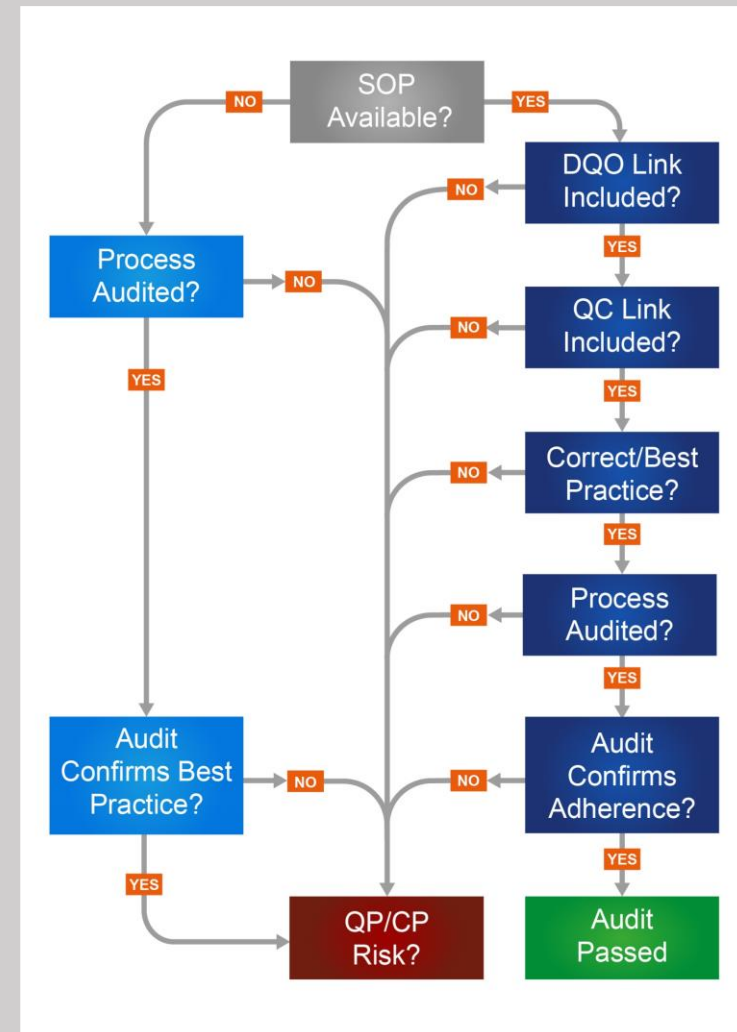 SOP
Available?
NO
YES
DQO Link
Included?
NO
YES
Process
Audited?
NO
QC Link
Included?
NO
YES
YES
Correct/Best
Practice?
NO
YES
Process
Audited?
NO
YES
Audit
Confirms Best
Practice?
NO
Audit
Confirms
Adherence?
NO
YES
YES
QP/CP
Risk?
Audit
Passed